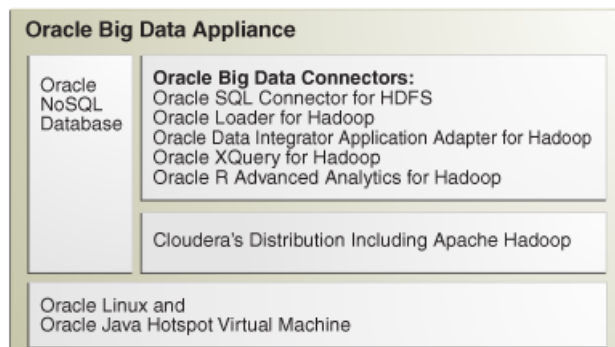 Oracle Big Data Appliance
Oracle
NoSQL
Database
Oracle Big Data Connectors:
Oracle SQL Connector for HDFS
Oracle Loader for Hadoop
Oracle Data Integrator Application Adapter for Hadoop
Oracle XQuery for Hadoop
Oracle R Advanced Analytics for Hadoop
Cloudera's Distribution Including Apache Hadoop
Oracle Linux and
Oracle Java Hotspot Virtual Machine